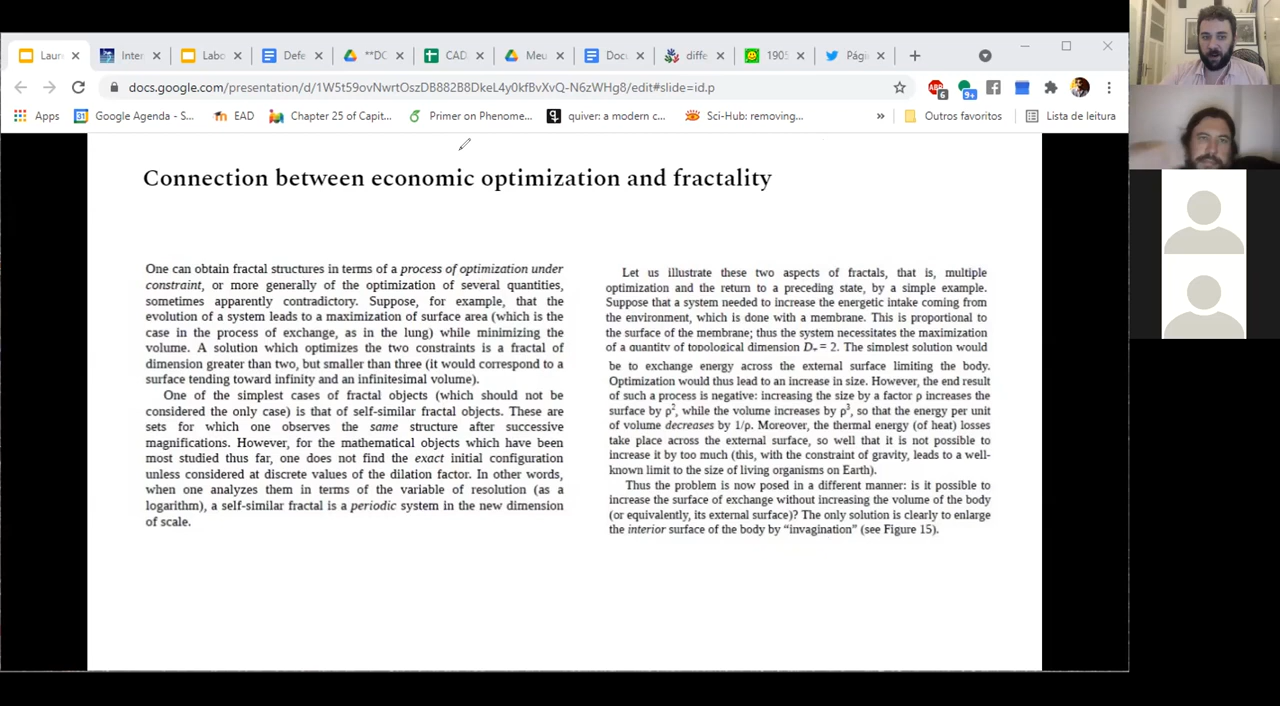 Laur
Inter
Labo
Defe
**DC
CAD
Meu
Docu
differ
1905
Pági
docs.google.com/presentation/d/1W5t59ovNwrtOszDB882B8DkeL4y0kfBvXvQ-N6zWHg8/edit#slide=id.p
6
9+
Apps
Google Agenda - S...
EAD
Chapter 25 of Capit...
Primer on Phenome...
quiver: a modern c...
Sci-Hub: removing...
»
Outros favoritos
Lista de leitura
Connection between economic optimization and fractality
One can obtain fractal structures in terms of a process of optimization under
constraint, or more generally of the optimization of several quantities,
sometimes apparently contradictory. Suppose, for example, that the
evolution of a system leads to a maximization of surface area (which is the
case in the process of exchange, as in the lung) while minimizing the
volume. A solution which optimizes the two constraints is a fractal of
dimension greater than two, but smaller than three (it would correspond to a
surface tending toward infinity and an infinitesimal volume).
One of the simplest cases of fractal objects (which should not be
considered the only case) is that of self-similar fractal objects. These are
sets for which one observes the same structure after successive
magnifications. However, for the mathematical objects which have been
most studied thus far, one does not find the exact initial configuration
unless considered at discrete values of the dilation factor. In other words,
when one analyzes them in terms of the variable of resolution (as a
logarithm), a self-similar fractal is a periodic system in the new dimension
of scale.
Let us illustrate these two aspects of fractals, that is, multiple
optimization and the return to a preceding state, by a simple example.
Suppose that a system needed to increase the energetic intake coming from
the environment, which is done with a membrane. This is proportional to
the surface of the membrane; thus the system necessitates the maximization
of a quantity of topological dimension D_T = 2. The simplest solution would
be to exchange energy across the external surface limiting the body.
Optimization would thus lead to an increase in size. However, the end result
of such a process is negative: increasing the size by a factor ρ increases the
surface by ρ², while the volume increases by ρ³, so that the energy per unit
of volume decreases by 1/ρ. Moreover, the thermal energy (of heat) losses
take place across the external surface, so well that it is not possible to
increase it by too much (this, with the constraint of gravity, leads to a well-
known limit to the size of living organisms on Earth).
Thus the problem is now posed in a different manner: is it possible to
increase the surface of exchange without increasing the volume of the body
(or equivalently, its external surface)? The only solution is clearly to enlarge
the interior surface of the body by “invagination” (see Figure 15).